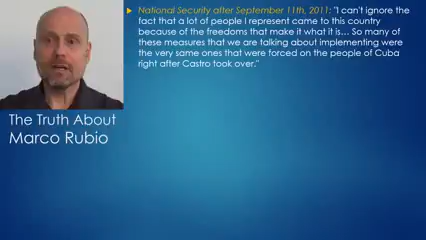 National Security after September 11th, 2011: "I can't ignore the
fact that a lot of people I represent came to this country
because of the freedoms that make it what it is… So many of
these measures that we are talking about implementing were
the very same ones that were forced on the people of Cuba
right after Castro took over."
The Truth About
Marco Rubio